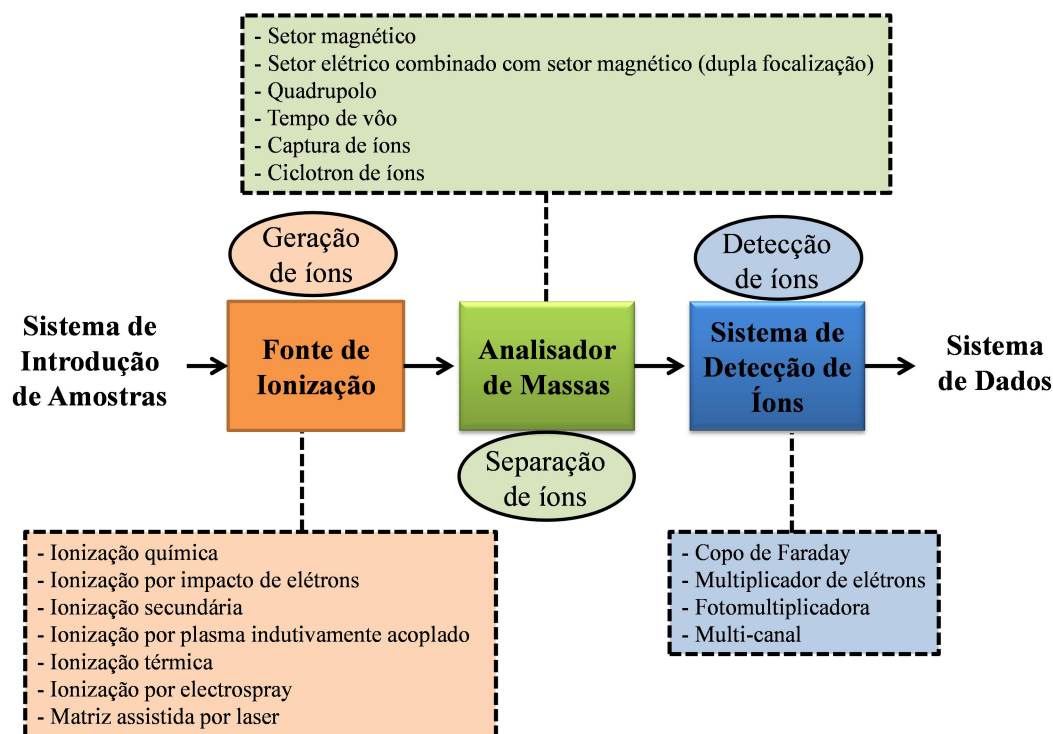 - Setor magnético
- Setor elétrico combinado com setor magnético (dupla focalização)
- Quadrupolo
- Tempo de vôo
- Captura de íons
- Ciclotron de íons
Geração
de íons
Detecção
de íons
Sistema de
Introdução
de Amostras
Fonte de
Ionização
Analisador
de Massas
Sistema de
Detecção de
Íons
Sistema
de Dados
Separação
de íons
- Ionização química
- Ionização por impacto de elétrons
- Ionização secundária
- Ionização por plasma indutivamente acoplado
- Ionização térmica
- Ionização por electrospray
- Matriz assistida por laser
- Copo de Faraday
- Multiplicador de elétrons
- Fotomultiplicadora
- Multi-canal